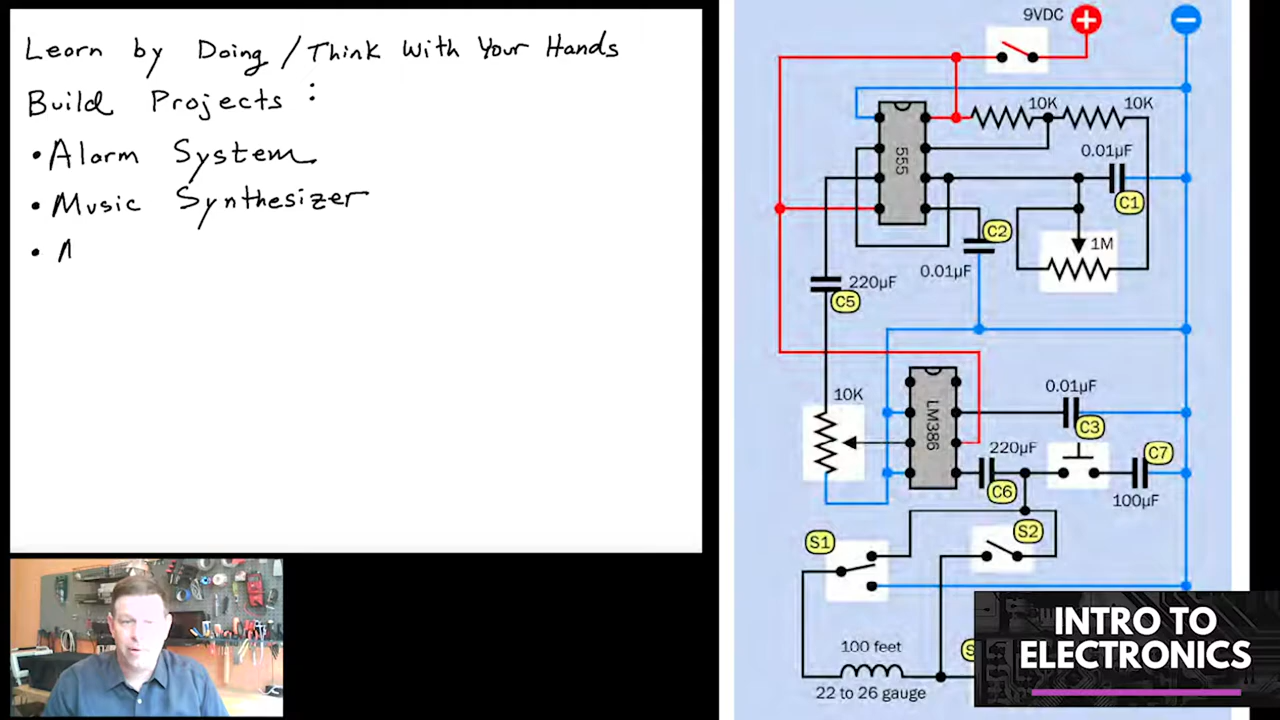 Learn by Doing / Think With Your Hands
Build Projects :
• Alarm System
• Music Synthesizer
•
9VDC
+
−
10K
10K
555
0.01µF
C1
C2
1M
0.01µF
220µF
C5
10K
LM386
0.01µF
C3
220µF
C7
C6
100µF
S1
S2
100 feet
22 to 26 gauge
INTRO TO
ELECTRONICS